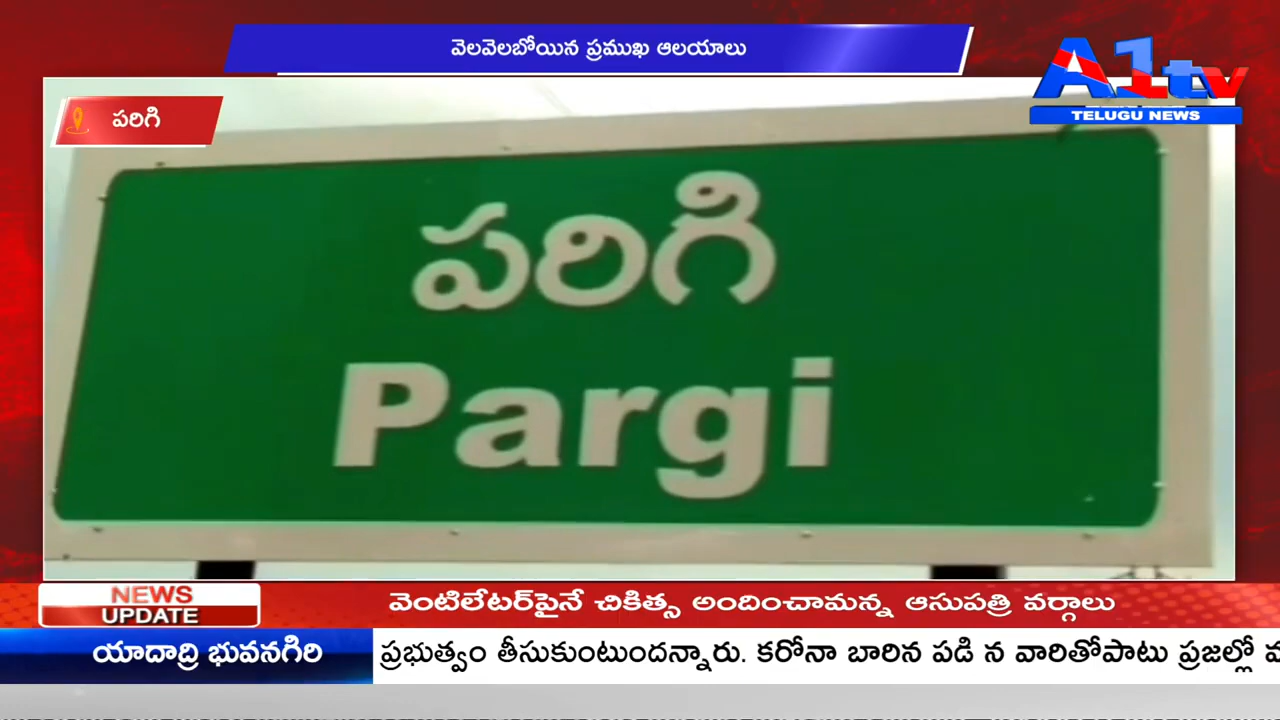 వెలవెలబోయిన ప్రముఖ ఆలయాలు
A1tv
TELUGU NEWS
పరిగి
పరిగి
Pargi
NEWS
UPDATE
వెంటిలేటర్‌పైనే చికిత్స అందించామన్న ఆసుపత్రి వర్గాలు
యాదాద్రి భువనగిరి
ప్రభుత్వం తీసుకుంటుందన్నారు. కరోనా బారిన పడి న వారితోపాటు ప్రజల్లో